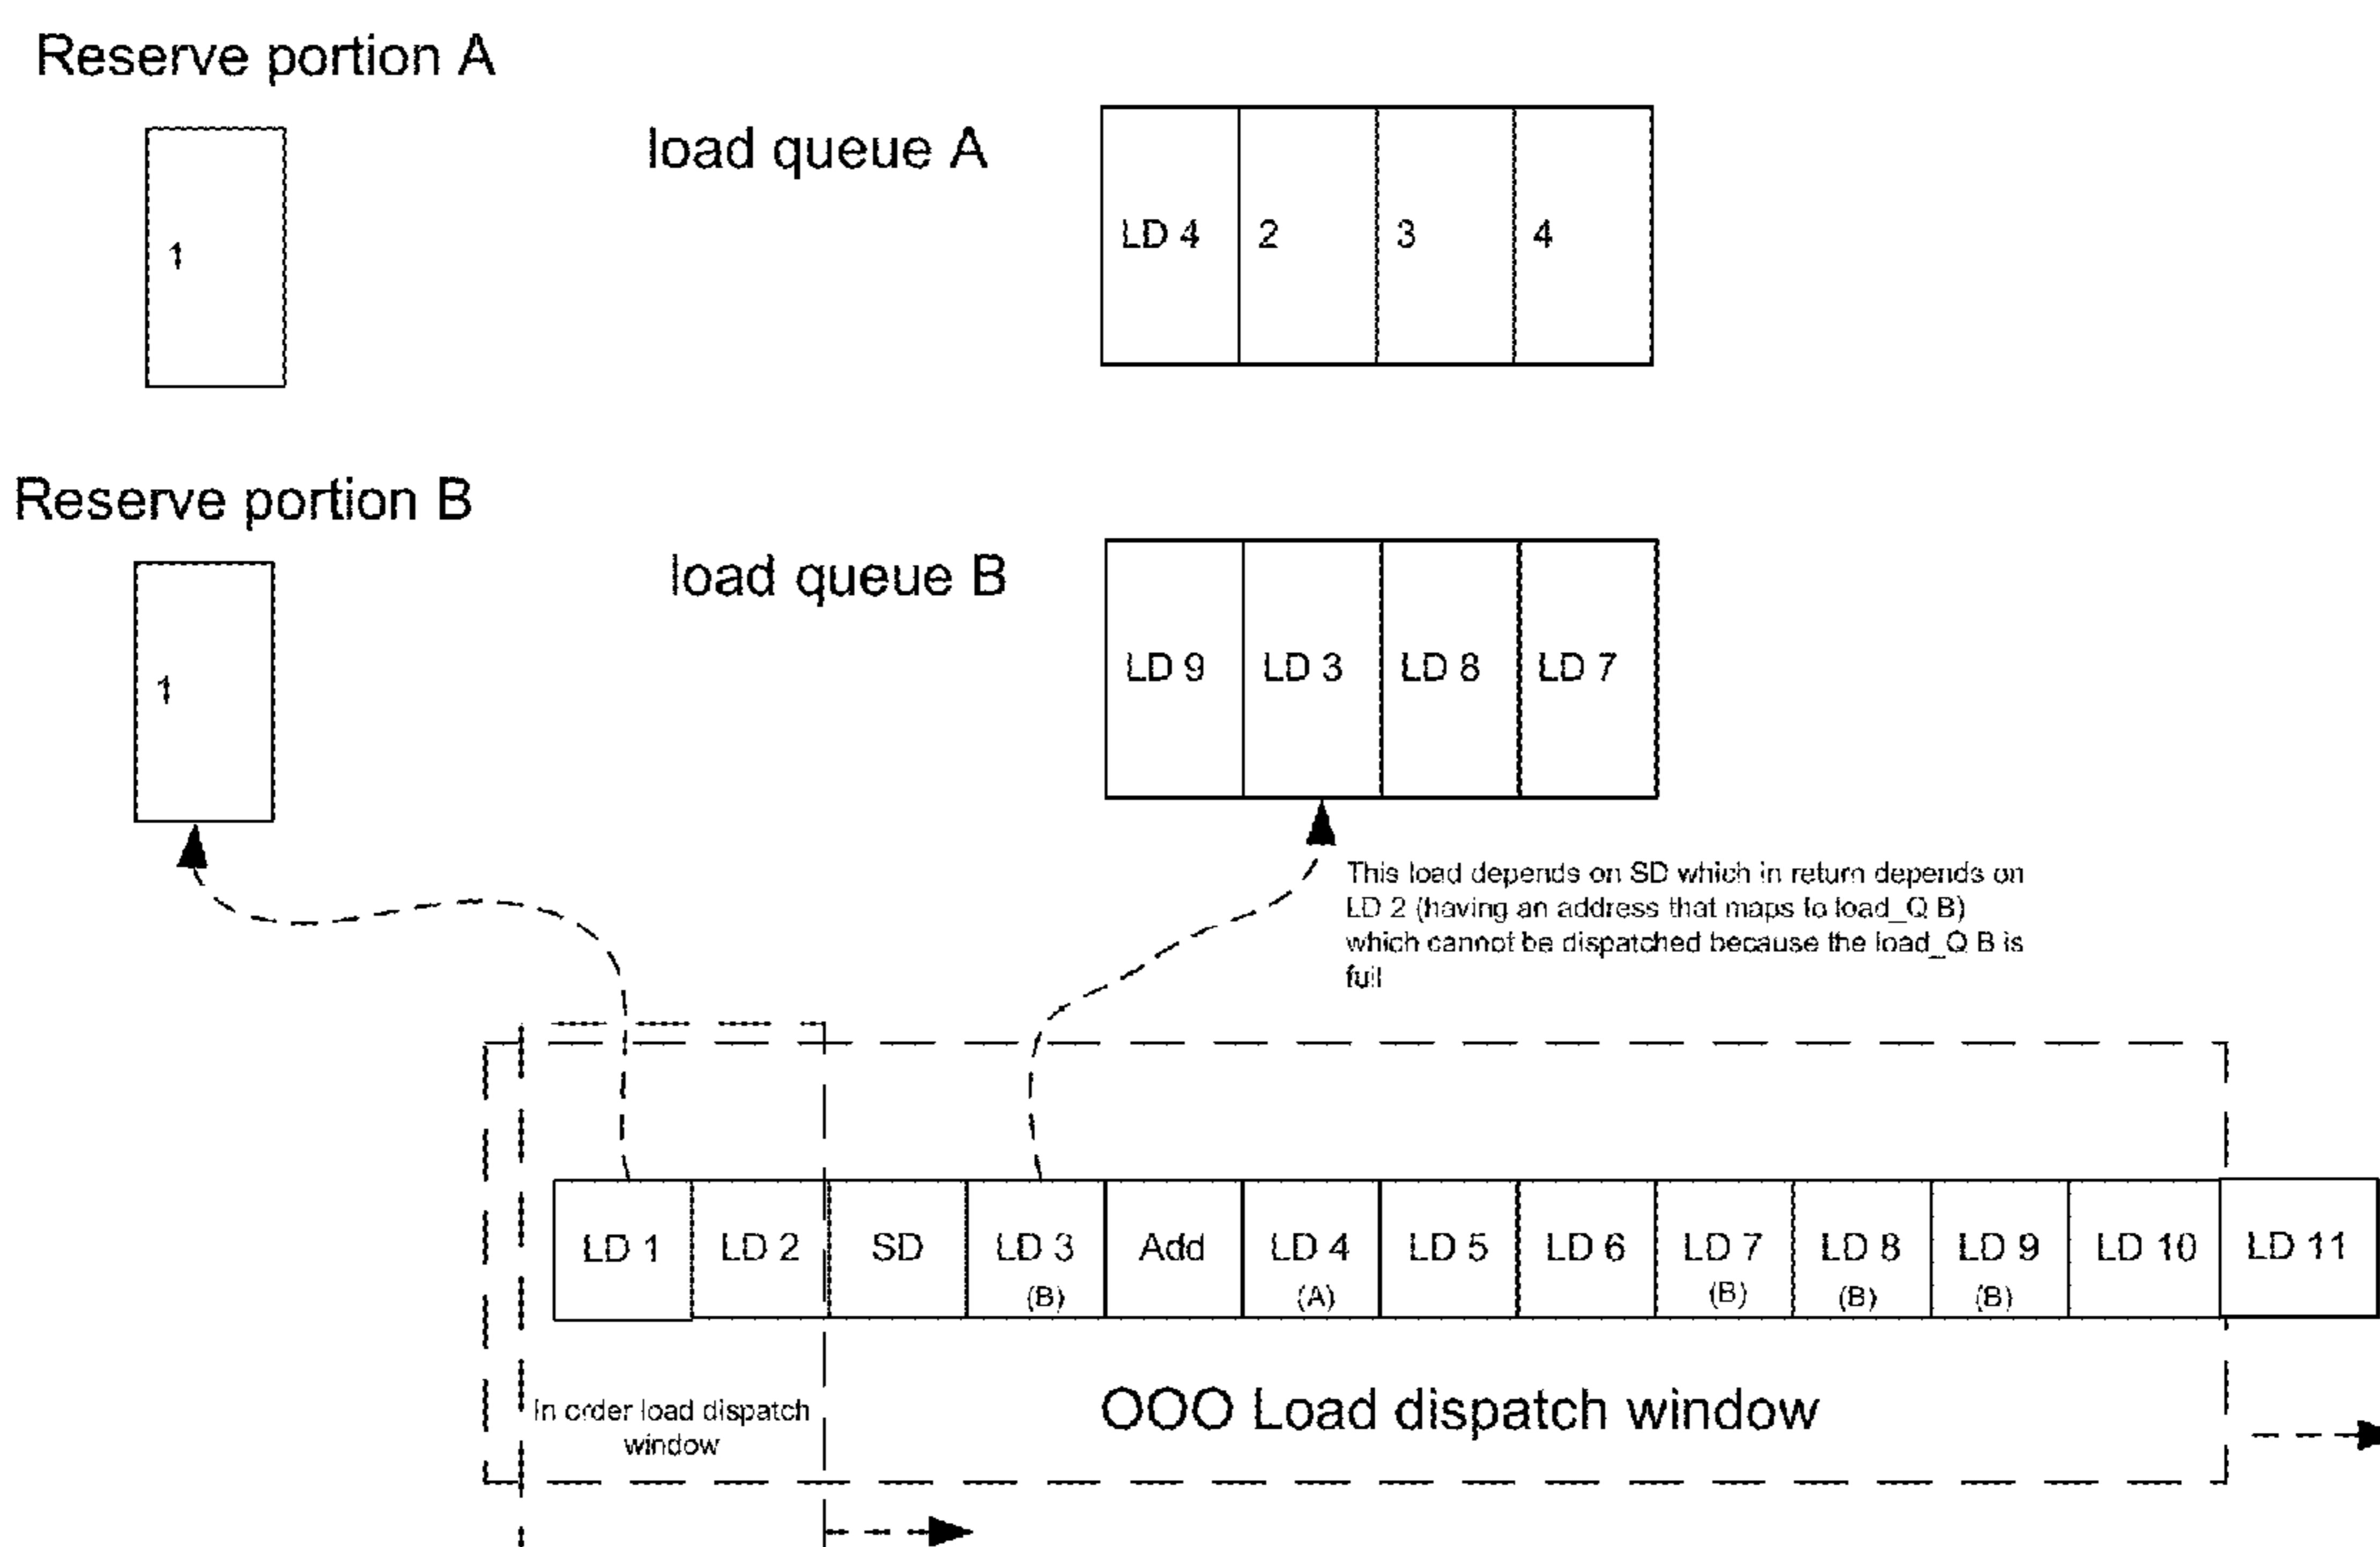 Reserve portion A
load queue A
1
LD 4 2 3 4
Reserve portion B
load queue B
1
LD 9 LD 3 LD 8 LD 7
This load depends on SD which in return depends on
LD 2 (having an address that maps to load_Q B)
which cannot be dispatched because the load_Q B is
full
LD 1 LD 2 SD LD 3 Add LD 4 LD 5 LD 6 LD 7 LD 8 LD 9 LD 10 LD 11
(B) (A) (B) (B) (B)
In order load dispatch
window
OOO Load dispatch window